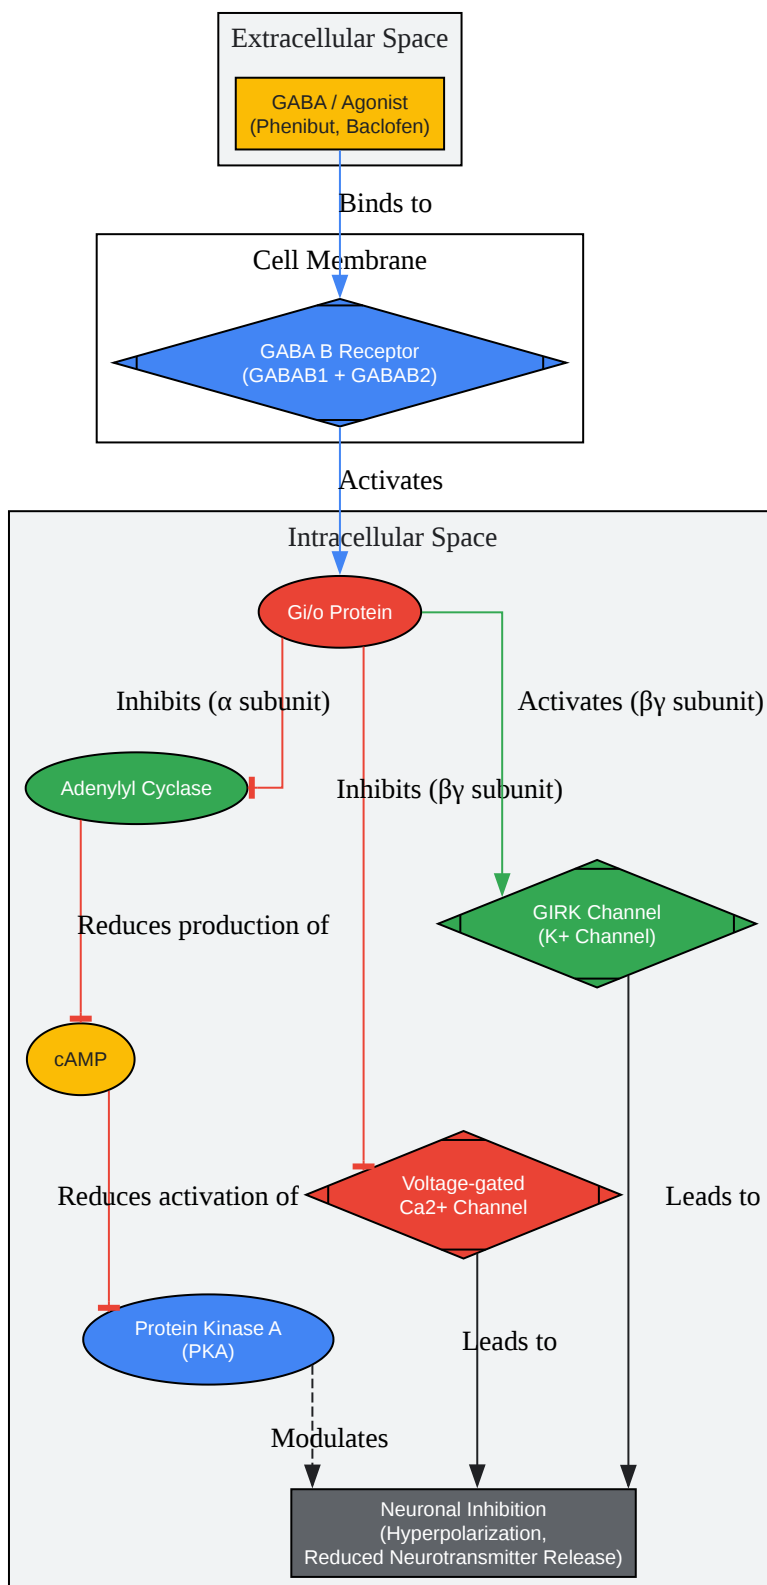 Extracellular Space
GABA / Agonist
(Phenibut, Baclofen)
Binds to
Cell Membrane
GABA B Receptor
(GABAB1 + GABAB2)
Activates
Intracellular Space
Gi/o Protein
Inhibits (α subunit)
Activates (βγ subunit)
Adenylyl Cyclase
Inhibits (βγ subunit)
GIRK Channel
(K+ Channel)
Reduces production of
cAMP
Voltage-gated
Ca2+ Channel
Reduces activation of
Leads to
Protein Kinase A
(PKA)
Leads to
Modulates
Neuronal Inhibition
(Hyperpolarization,
Reduced Neurotransmitter Release)